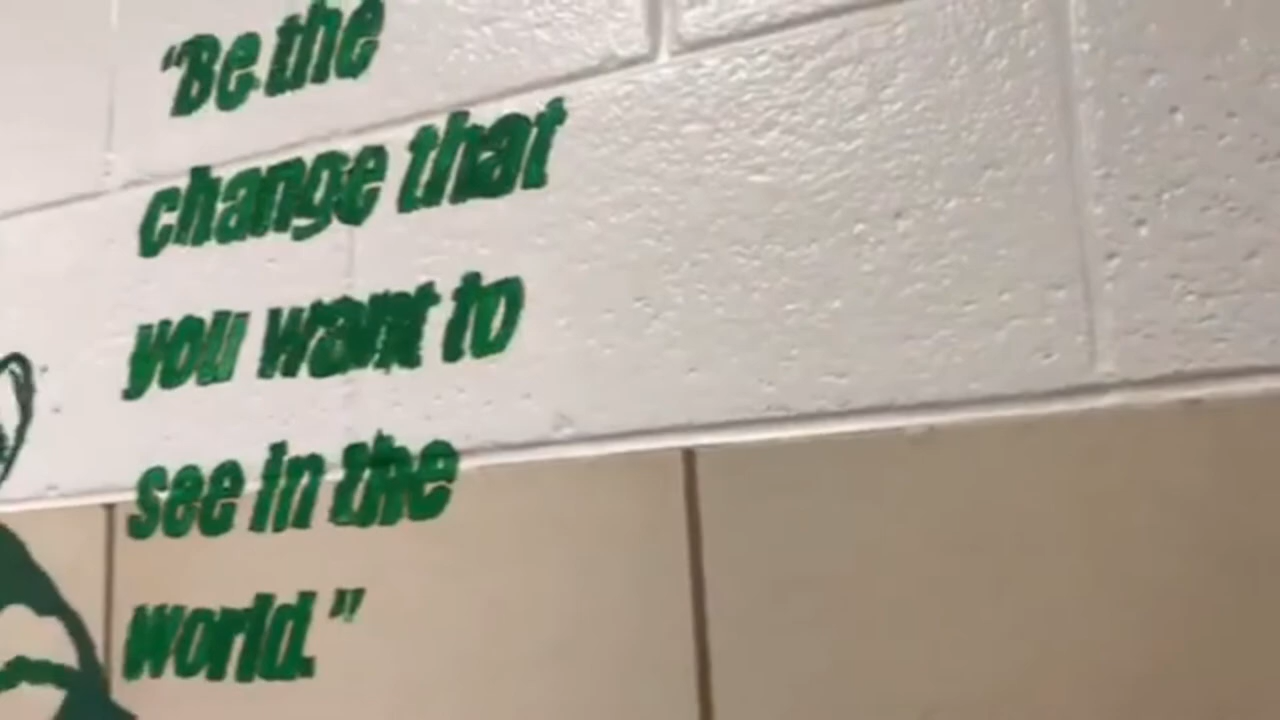 “Be the
change that
you want to
see in the
world.”